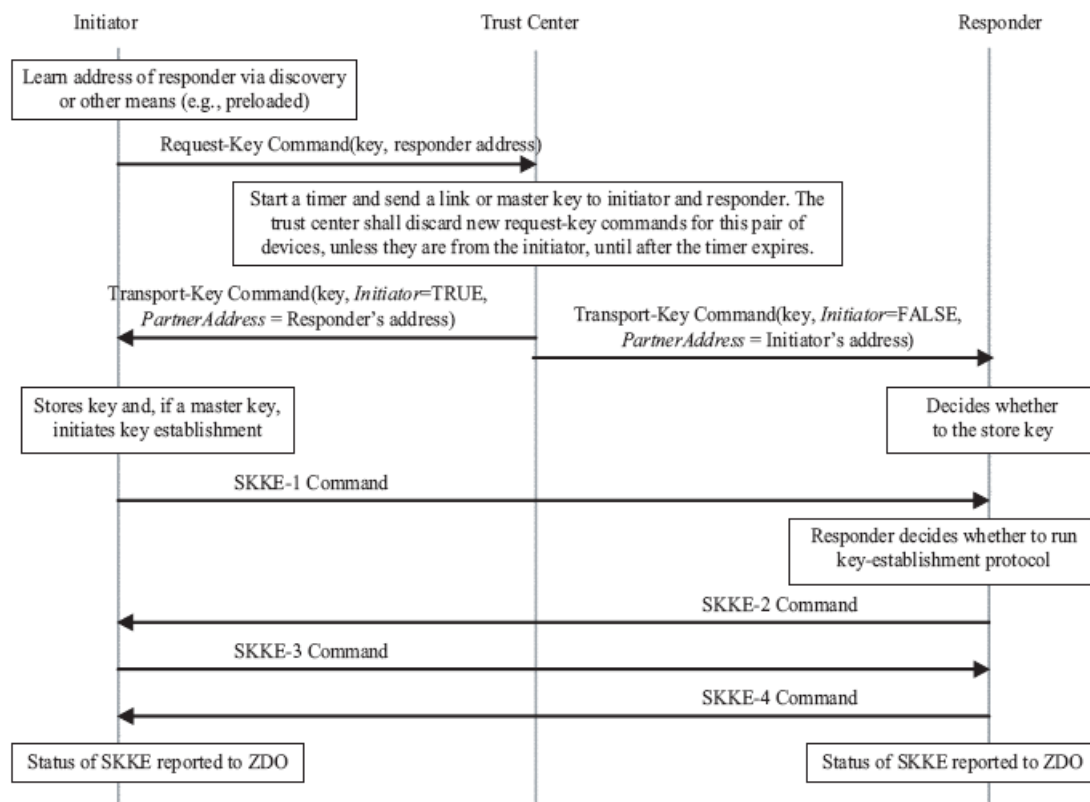 Initiator
Trust Center
Responder
Learn address of responder via discovery
or other means (e.g., preloaded)
Request-Key Command(key, responder address)
Start a timer and send a link or master key to initiator and responder. The
trust center shall discard new request-key commands for this pair of
devices, unless they are from the initiator, until after the timer expires.
Transport-Key Command(key, Initiator=TRUE,
PartnerAddress = Responder's address)
Transport-Key Command(key, Initiator=FALSE,
PartnerAddress = Initiator's address)
Stores key and, if a master key,
initiates key establishment
Decides whether
to the store key
SKKE-1 Command
Responder decides whether to run
key-establishment protocol
SKKE-2 Command
SKKE-3 Command
SKKE-4 Command
Status of SKKE reported to ZDO
Status of SKKE reported to ZDO